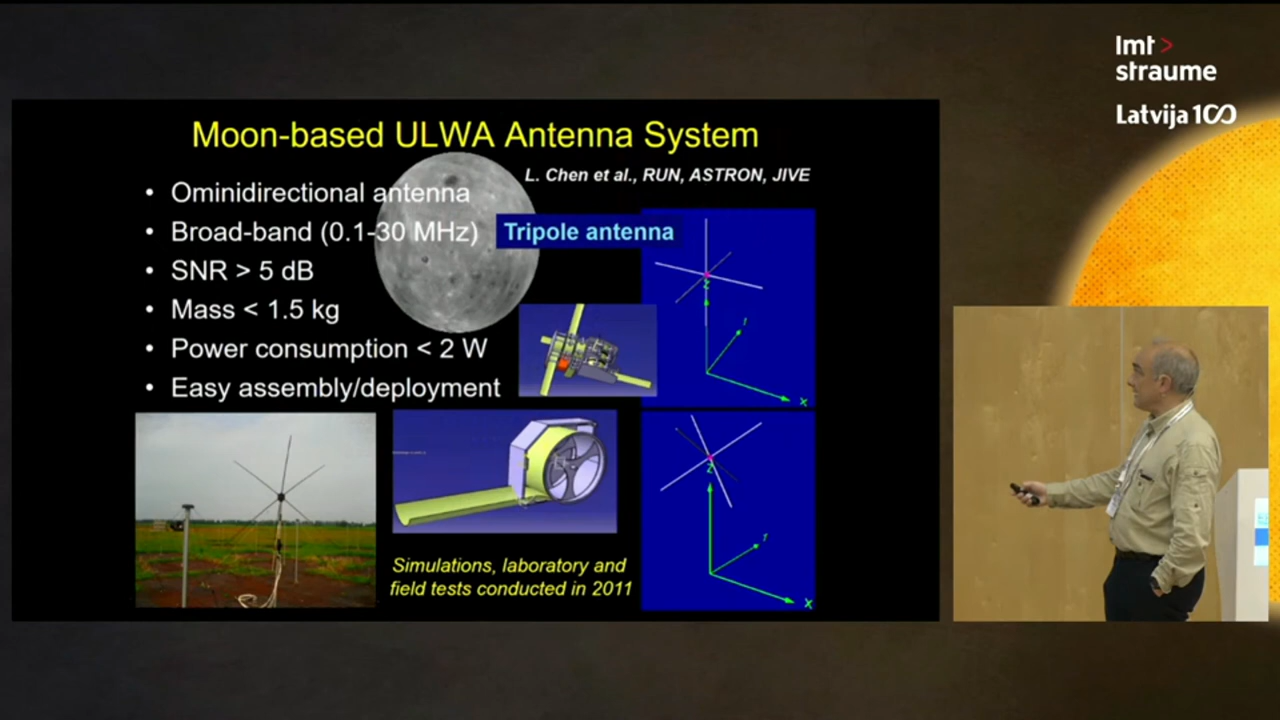 lmt >
straume
Latvija 100
Moon-based ULWA Antenna System
L. Chen et al., RUN, ASTRON, JIVE
• Ominidirectional antenna
• Broad-band (0.1-30 MHz)
Tripole antenna
• SNR > 5 dB
• Mass < 1.5 kg
• Power consumption < 2 W
• Easy assembly/deployment
Z
Y
X
Z
Y
X
Simulations, laboratory and
field tests conducted in 2011